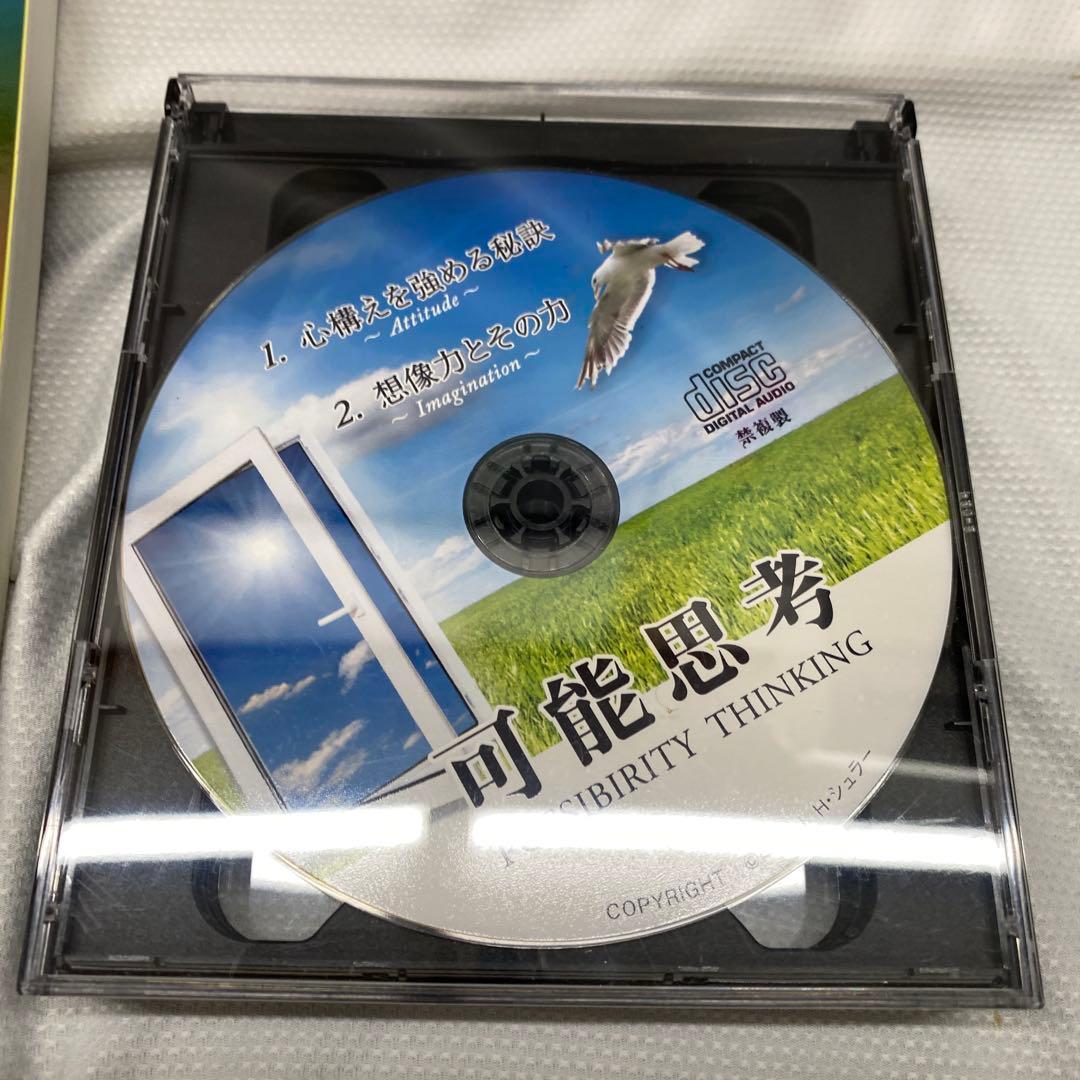 1. 心構えを強める秘訣
～ Attitude ～
2. 想像力とその力
～ Imagination ～
COMPACT
disc
DIGITAL AUDIO
禁複製
可能思考
THINKING
COPYRIGHT © H・シュラー